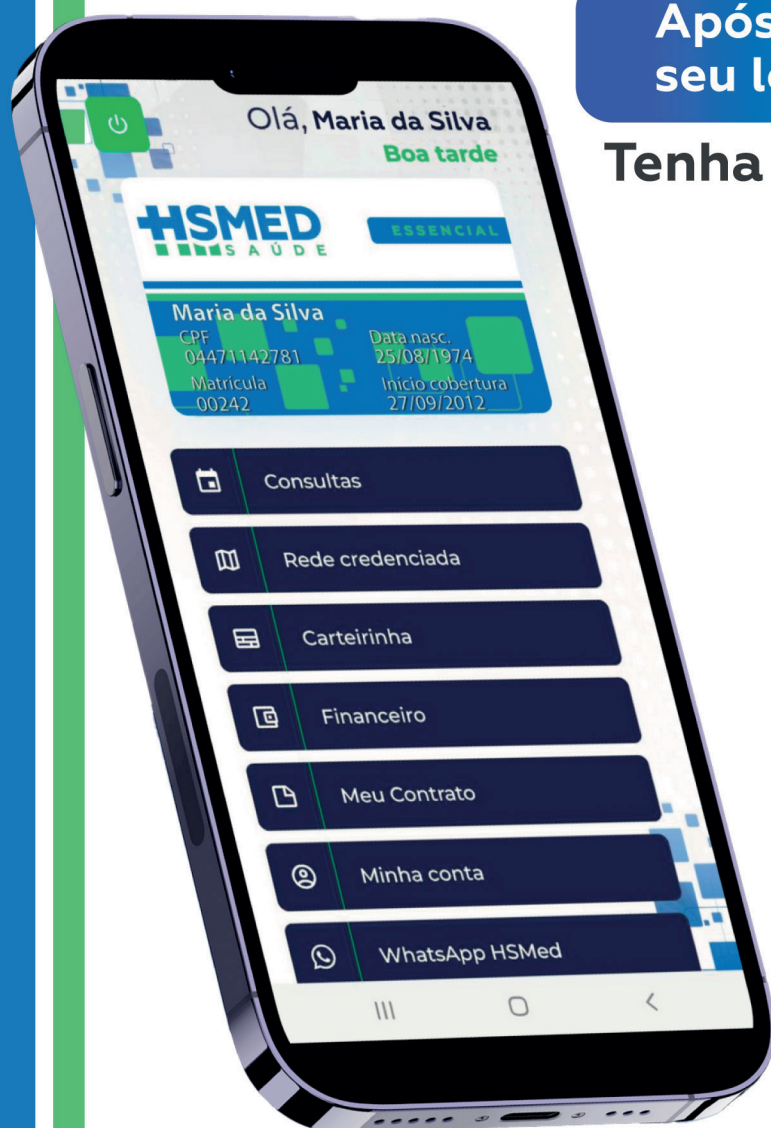 Após
seu lo
Tenha
Olá, Maria da Silva
Boa tarde
HSMED
SAÚDE
ESSENCIAL
Maria da Silva
CPF
04471142781
Data nasc.
25/08/1974
Matrícula
00242
Início cobertura
27/09/2012
Consultas
Rede credenciada
Carteirinha
Financeiro
Meu Contrato
Minha conta
WhatsApp HSMed